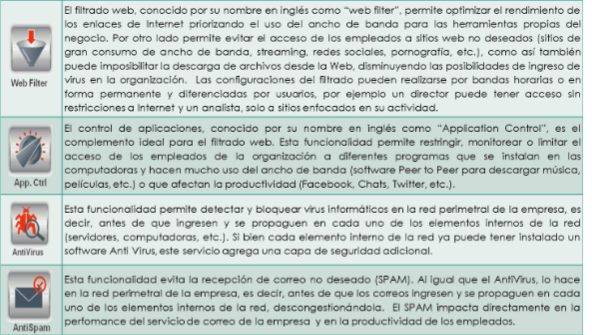 El filtrado web, conocido por su nombre en inglés como "web filter", permite optimizar el rendimiento de
los enlaces de Internet priorizando el uso del ancho de banda para las herramientas propias del
negocio. Por otro lado permite evitar el acceso de los empleados a sitios web no deseados (sitios de
gran consumo de ancho de banda, streaming, redes sociales, pornografía, etc.), como así también
puede imposibilitar la descarga de archivos desde la Web, disminuyendo las posibilidades de ingreso de
virus en la organización. Las configuraciones del filtrado pueden realizarse por bandas horarias o en
forma permanente y diferenciadas por usuarios, por ejemplo un director puede tener acceso sin
restricciones a Internet y un analista, solo a sitios enfocados en su actividad.
Web Filter
El control de aplicaciones, conocido por su nombre en inglés como "Application Control", es el
complemento ideal para el filtrado web. Esta funcionalidad permite restringir, monitorear o limitar el
acceso de los empleados de la organización a diferentes programas que se instalan en las
computadoras y hacen mucho uso del ancho de banda (software Peer to Peer para descargar música,
películas, etc.) o que afectan la productividad (Facebook, Chats, Twitter, etc.).
App. Ctrl
Esta funcionalidad permite detectar y bloquear virus informáticos en la red perimetral de la empresa, es
decir, antes de que ingresen y se propaguen en cada uno de los elementos internos de la red
(servidores, computadoras, etc.). Si bien cada elemento interno de la red ya puede tener instalado un
software Anti Virus, este servicio agrega una capa de seguridad adicional.
AntiVirus
Esta funcionalidad evita la recepción de correo no deseado (SPAM). Al igual que el AntiVirus, lo hace
en la red perimetral de la empresa, es decir, antes de que los correos ingresen y se propaguen en cada
uno de los elementos internos de la red, descongestionándola. El SPAM impacta directamente en la
perfomance del servicio de correo de la empresa y en la productividad de los empleados.
AntiSpam